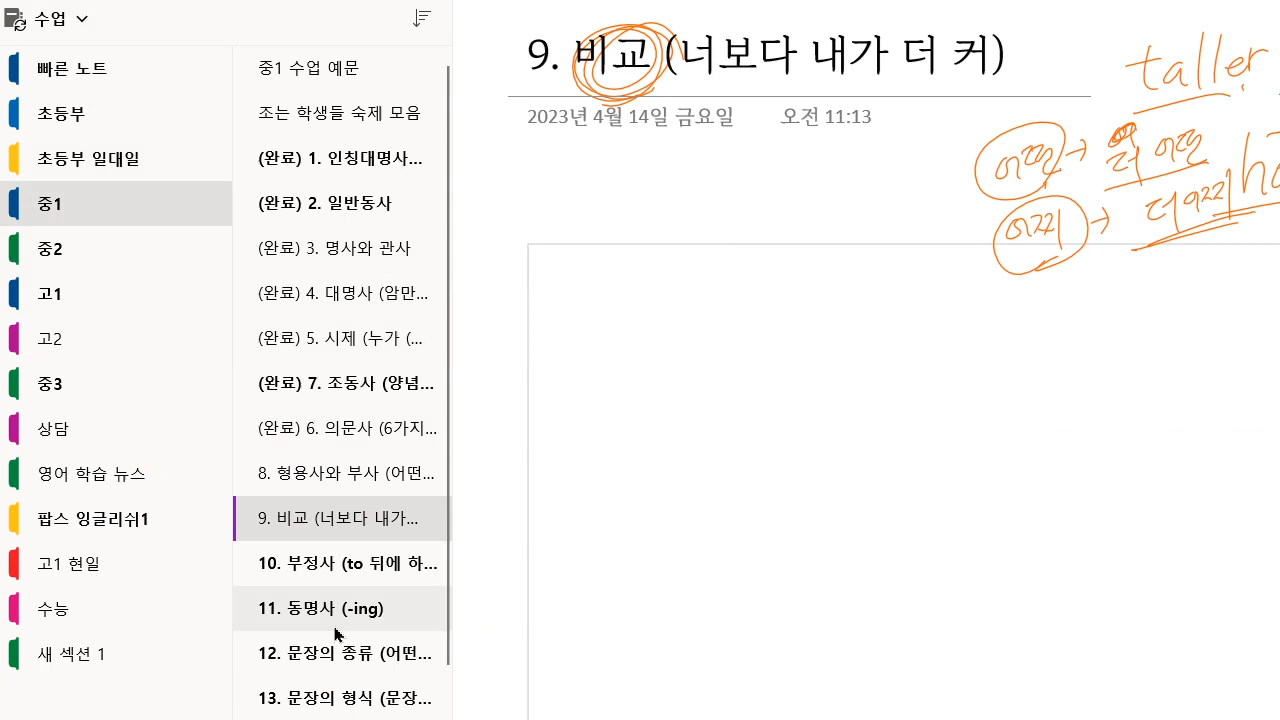 수업
빠른 노트
초등부
초등부 일대일
중1
중2
고1
고2
중3
상담
영어 학습 뉴스
팝스 잉글리쉬1
고1 현일
수능
새 섹션 1
중1 수업 예문
조는 학생들 숙제 모음
(완료) 1. 인칭대명사...
(완료) 2. 일반동사
(완료) 3. 명사와 관사
(완료) 4. 대명사 (암만...
(완료) 5. 시제 (누가 (...
(완료) 7. 조동사 (양념...
(완료) 6. 의문사 (6가지...
8. 형용사와 부사 (어떤...
9. 비교 (너보다 내가...
10. 부정사 (to 뒤에 하...
11. 동명사 (-ing)
12. 문장의 종류 (어떤...
13. 문장의 형식 (문장...
9. 비교 (너보다 내가 더 커)
2023년 4월 14일 금요일 오전 11:13
taller
어떤 → 더 어떤
어찌 → 더 어찌